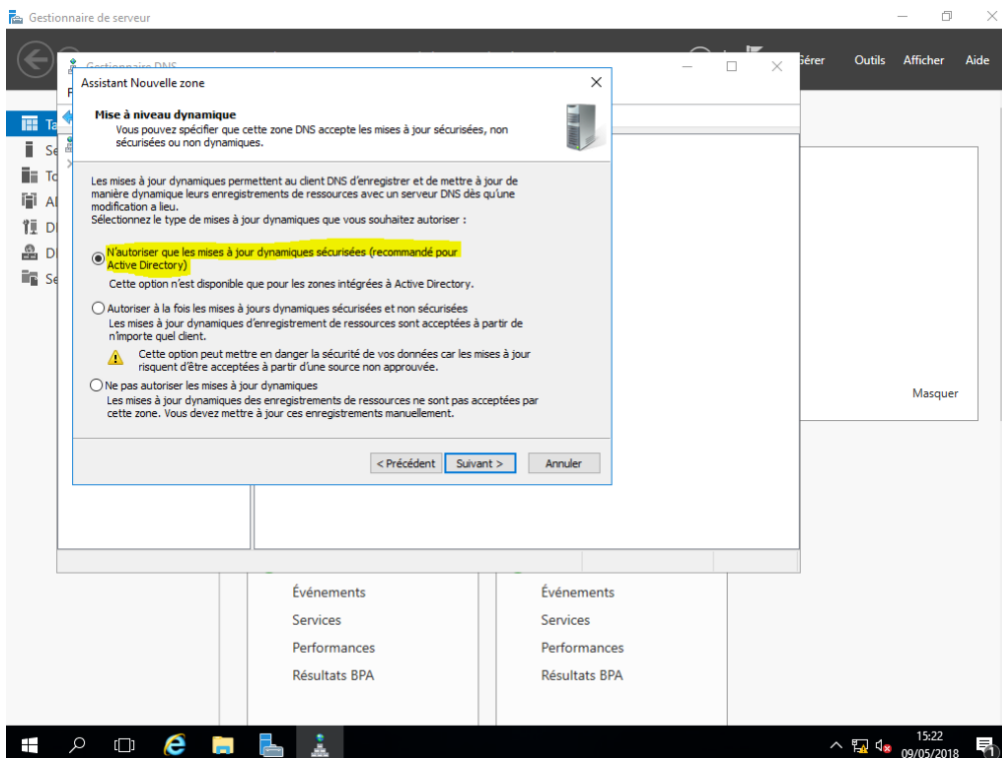 Gestionnaire de serveur
Gérer Outils Afficher Aide
Gestionnaire DNS
Assistant Nouvelle zone
Mise à niveau dynamique
Vous pouvez spécifier que cette zone DNS accepte les mises à jour sécurisées, non
sécurisées ou non dynamiques.
Les mises à jour dynamiques permettent au client DNS d'enregistrer et de mettre à jour de
manière dynamique leurs enregistrements de ressources avec un serveur DNS dès qu'une
modification a lieu.
Sélectionnez le type de mises à jour dynamiques que vous souhaitez autoriser :
N'autoriser que les mises à jour dynamiques sécurisées (recommandé pour
Active Directory)
Cette option n'est disponible que pour les zones intégrées à Active Directory.
Autoriser à la fois les mises à jours dynamiques sécurisées et non sécurisées
Les mises à jour dynamiques d'enregistrement de ressources sont acceptées à partir de
n'importe quel client.
Cette option peut mettre en danger la sécurité de vos données car les mises à jour
risquent d'être acceptées à partir d'une source non approuvée.
Ne pas autoriser les mises à jour dynamiques
Les mises à jour dynamiques des enregistrements de ressources ne sont pas acceptées par
cette zone. Vous devez mettre à jour ces enregistrements manuellement.
< Précédent Suivant > Annuler
Masquer
Événements Événements
Services Services
Performances Performances
Résultats BPA Résultats BPA
15:22
09/05/2018
1